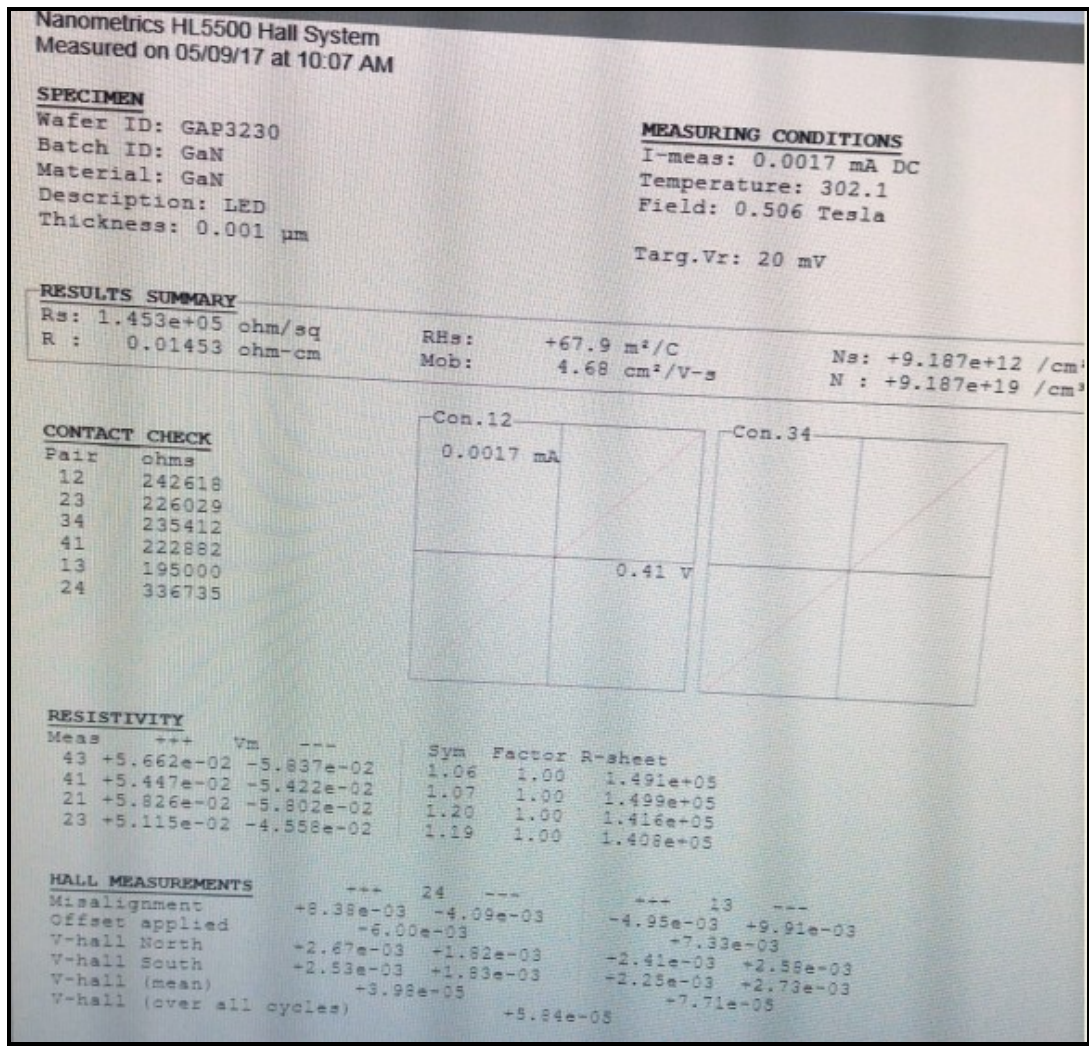 Nanometrics HL5500 Hall System
Measured on 05/09/17 at 10:07 AM
SPECIMEN
Wafer ID: GAP3230
Batch ID: GaN
Material: GaN
Description: LED
Thickness: 0.001 µm
MEASURING CONDITIONS
I-meas: 0.0017 mA DC
Temperature: 302.1
Field: 0.506 Tesla
Targ.Vr: 20 mV
RESULTS SUMMARY
Rs: 1.453e+05 ohm/sq RHs: +67.9 m²/C Ns: +9.187e+12 /cm²
R : 0.01453 ohm-cm Mob: 4.68 cm²/V-s N : +9.187e+19 /cm³
CONTACT CHECK
Pair ohms
12 242618
23 226029
34 235412
41 222882
13 195000
24 336735
Con.12
0.0017 mA
0.41 V
Con.34
RESISTIVITY
Meas +++ Vm ---
43 +5.662e-02 -5.837e-02
41 +5.447e-02 -5.422e-02
21 +5.826e-02 -5.802e-02
23 +5.115e-02 -4.558e-02
Sym Factor R-sheet
1.06 1.00 1.491e+05
1.07 1.00 1.499e+05
1.20 1.00 1.416e+05
1.19 1.00 1.408e+05
HALL MEASUREMENTS +++ 24 --- +++ 13 ---
Misalignment +8.38e-03 -4.09e-03 -4.95e-03 +9.91e-03
Offset applied -6.00e-03 +7.33e-03
V-hall North +2.67e-03 +1.82e-03 +2.41e-03 +2.58e-03
V-hall South +2.53e-03 +1.83e-03 +2.25e-03 +2.73e-03
V-hall (mean) +3.98e-05 +7.71e-05
V-hall (over all cycles) +5.84e-05